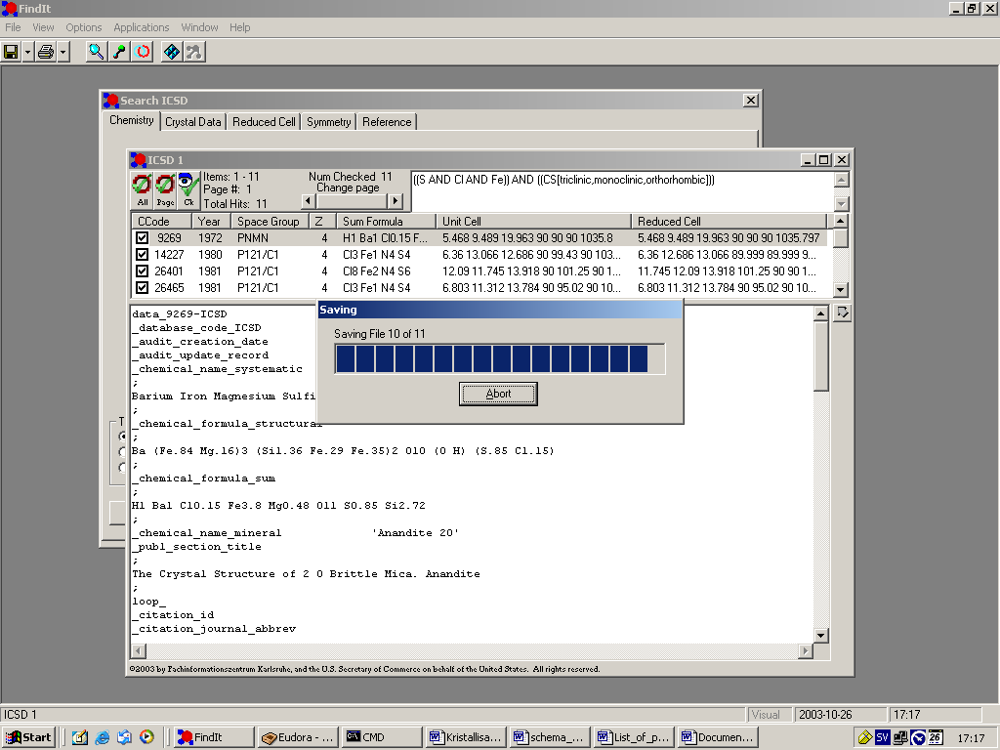 FindIt
File View Options Applications Window Help
Search ICSD
Chemistry Crystal Data Reduced Cell Symmetry Reference
ICSD 1
All Page Ck
Items: 1 - 11
Page #: 1
Total Hits: 11
Num Checked 11
Change page
((S AND Cl AND Fe)) AND ((CS[triclinic,monoclinic,orthorhombic]))
CCode Year Space Group Z Sum Formula Unit Cell Reduced Cell
9269 1972 PNMN 4 H1 Ba1 Cl0.15 F... 5.468 9.489 19.963 90 90 90 1035.8 5.468 9.489 19.963 90 90 90 1035.797
14227 1980 P121/C1 4 Cl3 Fe1 N4 S4 6.36 13.066 12.686 90 99.43 90 103... 6.36 12.686 13.066 89.999 89.999 9...
26401 1981 P121/C1 4 Cl8 Fe2 N4 S6 12.09 11.745 13.918 90 101.25 90 1... 11.745 12.09 13.918 101.25 90 90 1...
26465 1981 P121/C1 4 Cl3 Fe1 N4 S4 6.803 11.312 13.784 90 95.02 90 10... 6.803 11.312 13.784 90 95.02 90 10...
data_9269-ICSD
_database_code_ICSD
_audit_creation_date
_audit_update_record
_chemical_name_systematic
;
Barium Iron Magnesium Sulfi
;
_chemical_formula_structural
;
Ba (Fe.84 Mg.16)3 (Si1.36 Fe.29 Fe.35)2 O10 (O H) (S.85 Cl.15)
;
_chemical_formula_sum
;
H1 Ba1 Cl0.15 Fe3.8 Mg0.48 O11 S0.85 Si2.72
;
_chemical_name_mineral 'Anandite 2O'
_publ_section_title
;
The Crystal Structure of 2 O Brittle Mica. Anandite
;
loop_
_citation_id
_citation_journal_abbrev
Saving
Saving File 10 of 11
Abort
T
©2003 by Fachinformationszentrum Karlsruhe, and the U.S. Secretary of Commerce on behalf of the United States. All rights reserved.
ICSD 1 Visual 2003-10-26 17:17
Start FindIt Eudora - ... CMD Kristallisa... schema_... List_of_p... Documen... SV 26 17:17